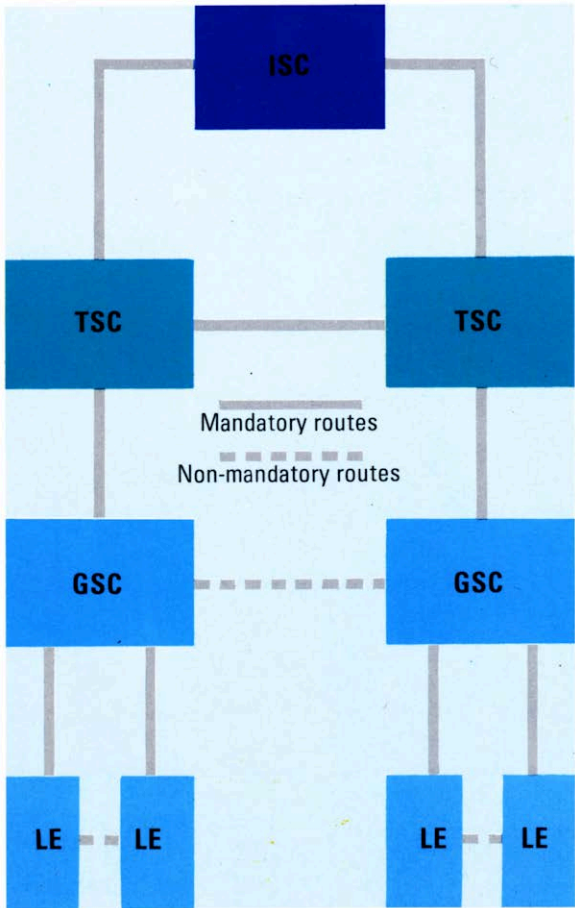 ISC
TSC TSC
Mandatory routes
Non-mandatory routes
GSC GSC
LE LE LE LE